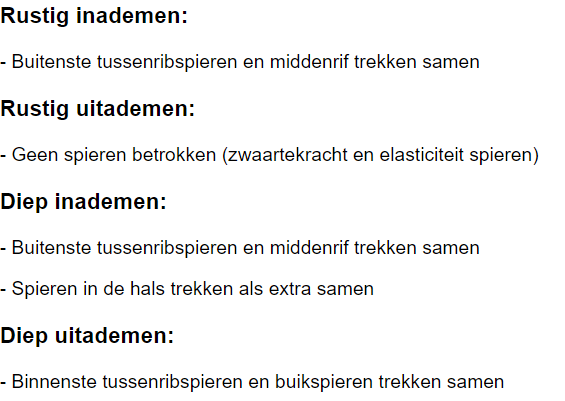 Rustig inademen:
- Buitenste tussenribspieren en middenrif trekken samen
Rustig uitademen:
- Geen spieren betrokken (zwaartekracht en elasticiteit spieren)
Diep inademen:
- Buitenste tussenribspieren en middenrif trekken samen
- Spieren in de hals trekken als extra samen
Diep uitademen:
- Binnenste tussenribspieren en buikspieren trekken samen